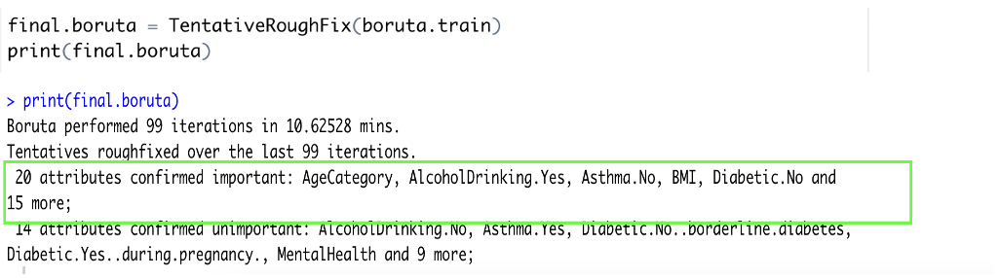 final.boruta = TentativeRoughFix(boruta.train)
print(final.boruta)
> print(final.boruta)
Boruta performed 99 iterations in 10.62528 mins.
Tentatives roughfixed over the last 99 iterations.
20 attributes confirmed important: AgeCategory, AlcoholDrinking.Yes, Asthma.No, BMI, Diabetic.No and
15 more;
14 attributes confirmed unimportant: AlcoholDrinking.No, Asthma.Yes, Diabetic.No..borderline.diabetes,
Diabetic.Yes..during.pregnancy., MentalHealth and 9 more;